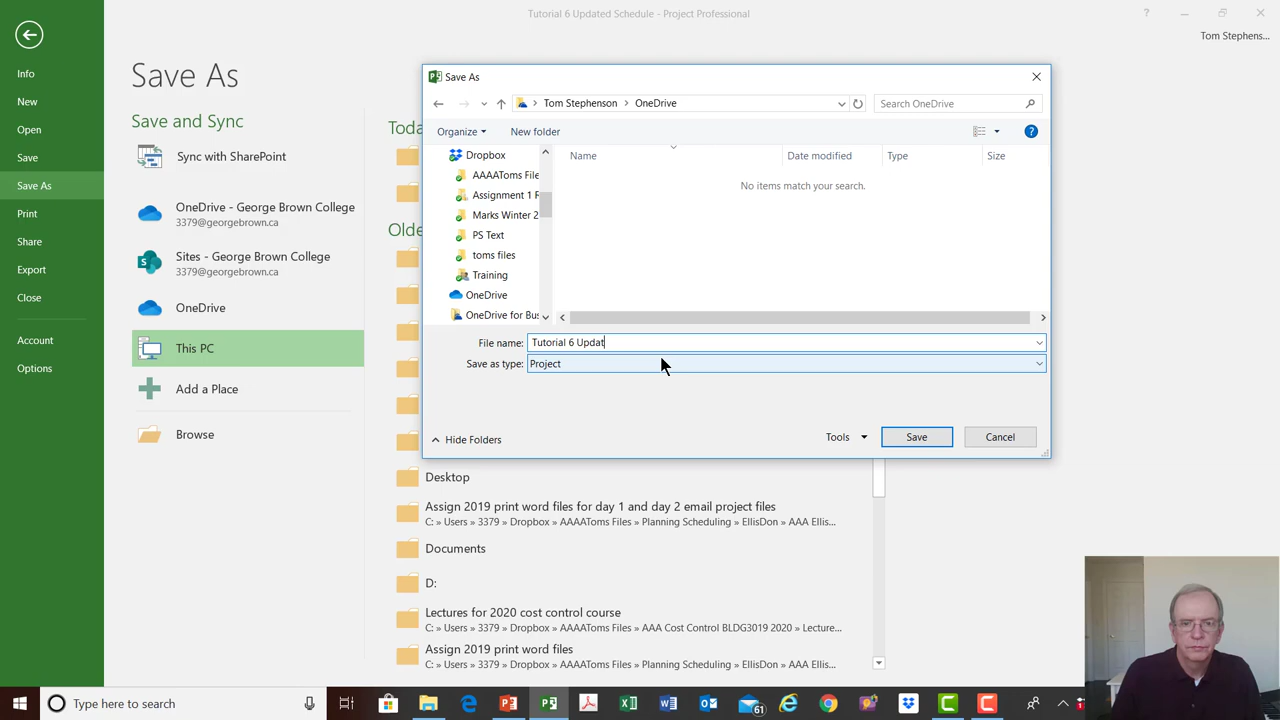 Tutorial 6 Updated Schedule - Project Professional
?
Tom Stephens...
Info
New
Open
Save
Save As
Print
Share
Export
Close
Account
Options
Save As
Save and Sync
Sync with SharePoint
OneDrive - George Brown College
3379@georgebrown.ca
Sites - George Brown College
3379@georgebrown.ca
OneDrive
This PC
Add a Place
Browse
Toda
Olde
Desktop
Assign 2019 print word files for day 1 and day 2 email project files
C: » Users » 3379 » Dropbox » AAAAToms Files » Planning Scheduling » EllisDon » AAA Ellis...
Documents
D:
Lectures for 2020 cost control course
C: » Users » 3379 » Dropbox » AAAAToms Files » AAA Cost Control BLDG3019 2020 » Lecture...
Assign 2019 print word files
C: » Users » 3379 » Dropbox » AAAAToms Files » Planning Scheduling » EllisDon » AAA Ellis...
Save As
Tom Stephenson > OneDrive
Search OneDrive
Organize
New folder
?
Name
Date modified
Type
Size
No items match your search.
Dropbox
AAAAToms File
Assignment 1 F
Marks Winter 2
PS Text
toms files
Training
OneDrive
OneDrive for Bus
File name: Tutorial 6 Updat
Save as type: Project
Hide Folders
Tools
Save
Cancel
Type here to search
61